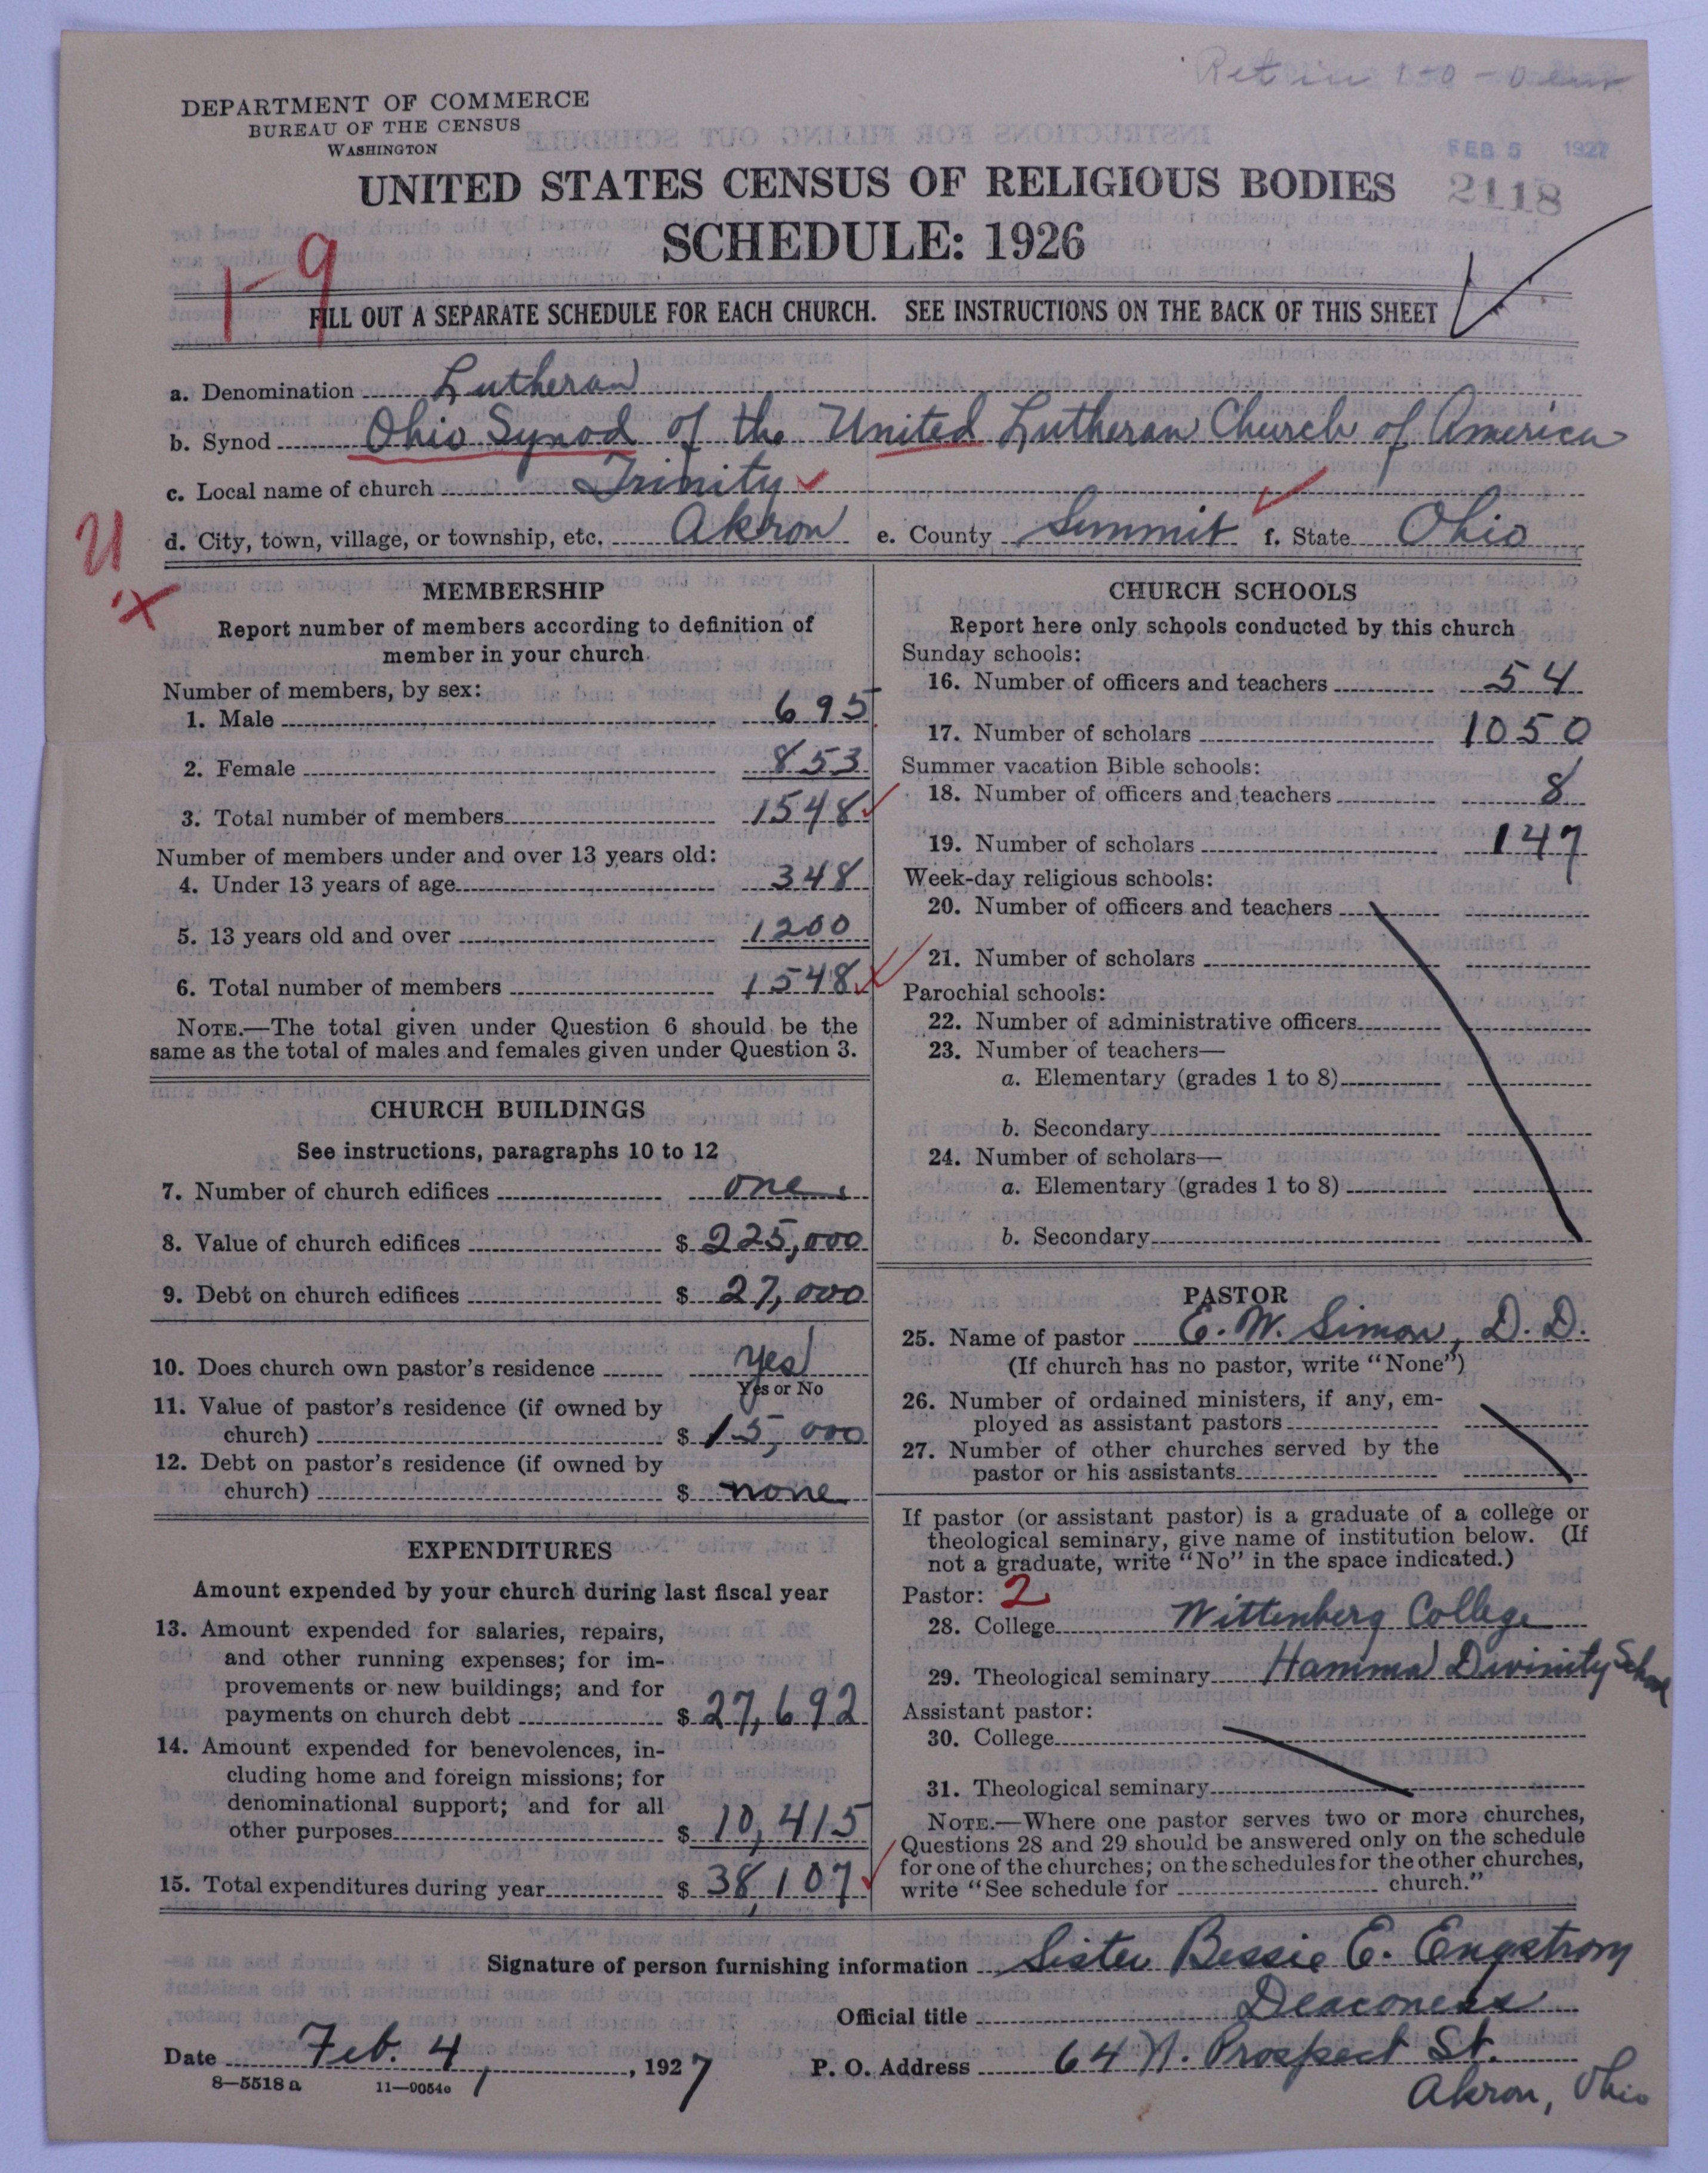 DEPARTMENT OF COMMERCE
BUREAU OF THE CENSUS
WASHINGTON
FEB 5 1927
2118
UNITED STATES CENSUS OF RELIGIOUS BODIES
SCHEDULE: 1926
1-9
FILL OUT A SEPARATE SCHEDULE FOR EACH CHURCH. SEE INSTRUCTIONS ON THE BACK OF THIS SHEET
a. Denomination Lutheran
b. Synod Ohio Synod of the United Lutheran Church of America
c. Local name of church Trinity
d. City, town, village, or township, etc. Akron e. County Summit f. State Ohio
U
x
MEMBERSHIP
Report number of members according to definition of
member in your church.
Number of members, by sex:
1. Male 695
2. Female 853
3. Total number of members 1548
Number of members under and over 13 years old:
4. Under 13 years of age 348
5. 13 years old and over 1200
6. Total number of members 1548
NOTE.—The total given under Question 6 should be the
same as the total of males and females given under Question 3.
CHURCH BUILDINGS
See instructions, paragraphs 10 to 12
7. Number of church edifices one
8. Value of church edifices $ 225,000
9. Debt on church edifices $ 27,000
10. Does church own pastor's residence yes
Yes or No
11. Value of pastor's residence (if owned by
church) $ 15,000
12. Debt on pastor's residence (if owned by
church) $ none
EXPENDITURES
Amount expended by your church during last fiscal year
13. Amount expended for salaries, repairs,
and other running expenses; for im-
provements or new buildings; and for
payments on church debt $ 27,692
14. Amount expended for benevolences, in-
cluding home and foreign missions; for
denominational support; and for all
other purposes $ 10,415
15. Total expenditures during year $ 38,107
CHURCH SCHOOLS
Report here only schools conducted by this church
Sunday schools:
16. Number of officers and teachers 54
17. Number of scholars 1050
Summer vacation Bible schools:
18. Number of officers and teachers 8
19. Number of scholars 147
Week-day religious schools:
20. Number of officers and teachers
21. Number of scholars
Parochial schools:
22. Number of administrative officers
23. Number of teachers—
a. Elementary (grades 1 to 8)
b. Secondary
24. Number of scholars—
a. Elementary (grades 1 to 8)
b. Secondary
PASTOR
25. Name of pastor E. W. Simon, D. D.
(If church has no pastor, write "None")
26. Number of ordained ministers, if any, em-
ployed as assistant pastors
27. Number of other churches served by the
pastor or his assistants
If pastor (or assistant pastor) is a graduate of a college or
theological seminary, give name of institution below. (If
not a graduate, write "No" in the space indicated.)
Pastor: 2
28. College Wittenberg College
29. Theological seminary Hamma Divinity School
Assistant pastor:
30. College
31. Theological seminary
NOTE.—Where one pastor serves two or more churches,
Questions 28 and 29 should be answered only on the schedule
for one of the churches; on the schedules for the other churches,
write "See schedule for church."
Signature of person furnishing information Sister Bessie E. Engstrom
Official title Deaconess
Date Feb. 4, 1927 P. O. Address 64 N. Prospect St.
8—5518 a 11—9054a
Akron, Ohio